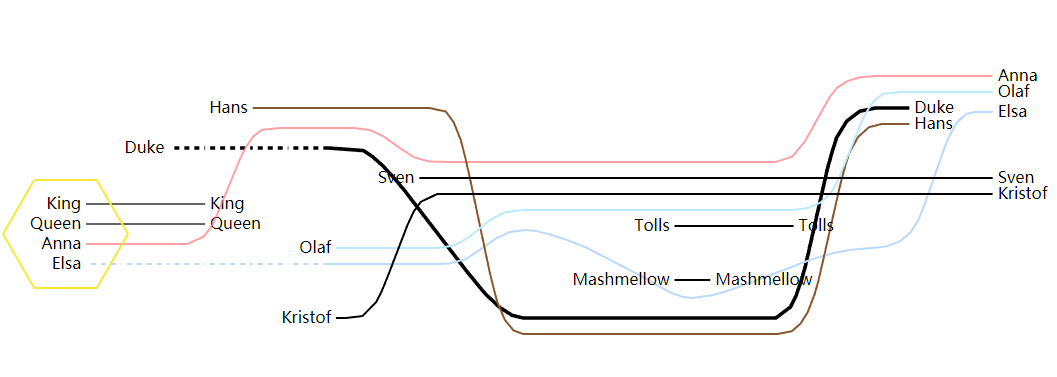 Anna
Olaf
Hans
Duke
Elsa
Hans
Duke
Sven
Sven
King
King
Kristof
Queen
Queen
Tolls
Tolls
Anna
Olaf
Elsa
Mashmellow
Mashmellow
Kristof